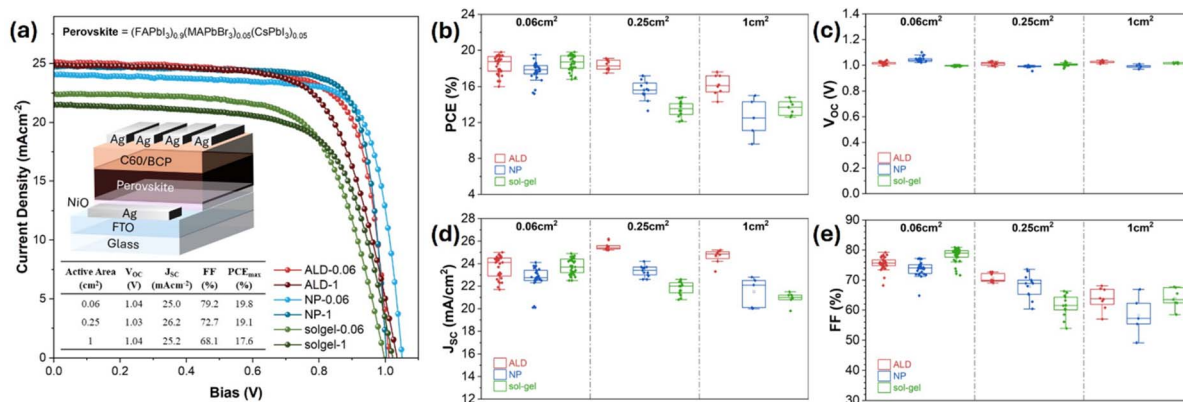 (a)
Perovskite = (FAPbI₃)₀.₉(MAPbBr₃)₀.₀₅(CsPbI₃)₀.₀₅
Current Density (mAcm⁻²)
30
25
20
15
10
5
0
0.0 0.2 0.4 0.6 0.8 1.0
Bias (V)
Ag Ag Ag Ag
C60/BCP
Perovskite
NiO
Ag
FTO
Glass
Active Area (cm²) V_OC (V) J_SC (mAcm⁻²) FF (%) PCE_max (%)
0.06 1.04 25.0 79.2 19.8
0.25 1.03 26.2 72.7 19.1
1 1.04 25.2 68.1 17.6
ALD-0.06
ALD-1
NP-0.06
NP-1
solgel-0.06
solgel-1
(b)
0.06cm² 0.25cm² 1cm²
PCE (%)
24
20
16
12
8
4
0
ALD
NP
sol-gel
(c)
0.06cm² 0.25cm² 1cm²
V_OC (V)
1.4
1.2
1.0
0.8
0.6
0.4
0.2
0.0
ALD
NP
sol-gel
(d)
0.06cm² 0.25cm² 1cm²
J_SC (mA/cm²)
28
26
24
22
20
18
16
14
12
ALD
NP
sol-gel
(e)
0.06cm² 0.25cm² 1cm²
FF (%)
90
80
70
60
50
40
30
ALD
NP
sol-gel